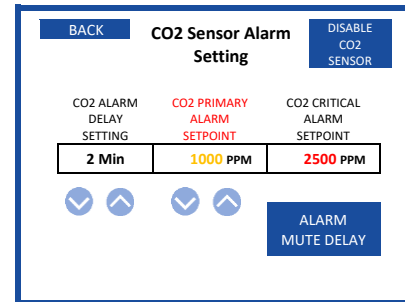 BACK
CO2 Sensor Alarm
Setting
DISABLE
CO2
SENSOR
CO2 ALARM
DELAY
SETTING
CO2 PRIMARY
ALARM
SETPOINT
CO2 CRITICAL
ALARM
SETPOINT
2 Min
1000 PPM
2500 PPM
ALARM
MUTE DELAY